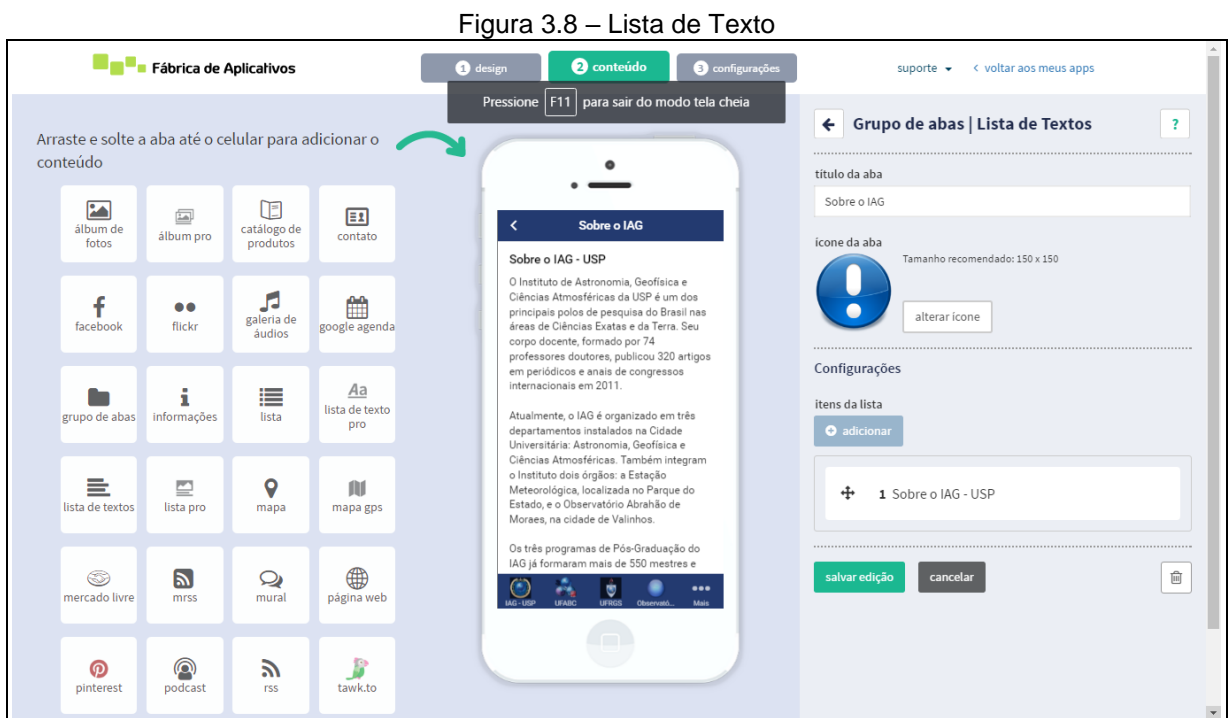 Figura 3.8 – Lista de Texto
Fábrica de Aplicativos
1 design
2 conteúdo
3 configurações
suporte
< voltar aos meus apps
Pressione F11 para sair do modo tela cheia
Arraste e solte a aba até o celular para adicionar o
conteúdo
álbum de
fotos
álbum pro
catálogo de
produtos
contato
facebook
flickr
galeria de
áudios
google agenda
grupo de abas
informações
lista
Aa
lista de texto
pro
lista de textos
lista pro
mapa
mapa gps
mercado livre
mrss
mural
página web
pinterest
podcast
rss
tawk.to
Sobre o IAG
Sobre o IAG - USP
O Instituto de Astronomia, Geofísica e
Ciências Atmosféricas da USP é um dos
principais polos de pesquisa do Brasil nas
áreas de Ciências Exatas e da Terra. Seu
corpo docente, formado por 74
professores doutores, publicou 320 artigos
em periódicos e anais de congressos
internacionais em 2011.
Atualmente, o IAG é organizado em três
departamentos instalados na Cidade
Universitária: Astronomia, Geofísica e
Ciências Atmosféricas. Também integram
o Instituto dois órgãos: a Estação
Meteorológica, localizada no Parque do
Estado, e o Observatório Abrahão de
Moraes, na cidade de Valinhos.
Os três programas de Pós-Graduação do
IAG já formaram mais de 550 mestres e
IAG - USP
UFABC
UFRGS
Observató...
Mais
Grupo de abas | Lista de Textos
?
título da aba
Sobre o IAG
ícone da aba
Tamanho recomendado: 150 x 150
alterar ícone
Configurações
itens da lista
adicionar
1 Sobre o IAG - USP
salvar edição
cancelar